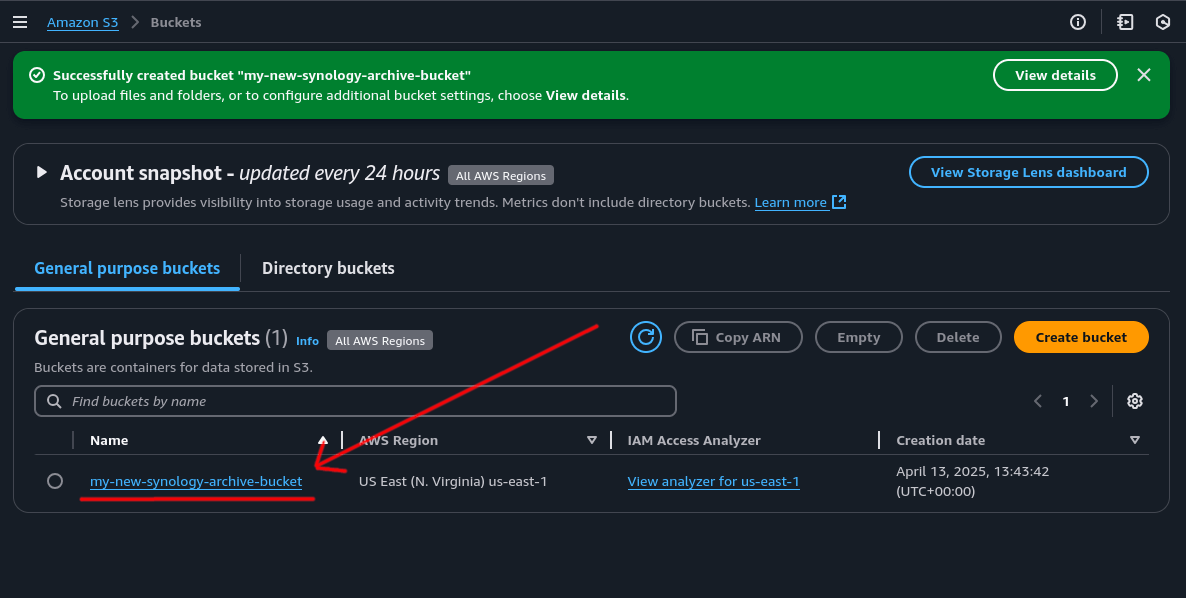 Amazon S3 > Buckets
Successfully created bucket "my-new-synology-archive-bucket"
To upload files and folders, or to configure additional bucket settings, choose View details.
View details
Account snapshot - updated every 24 hours All AWS Regions
View Storage Lens dashboard
Storage lens provides visibility into storage usage and activity trends. Metrics don't include directory buckets. Learn more
General purpose buckets Directory buckets
General purpose buckets (1) Info All AWS Regions
Copy ARN Empty Delete Create bucket
Buckets are containers for data stored in S3.
Find buckets by name
1
Name AWS Region IAM Access Analyzer Creation date
my-new-synology-archive-bucket US East (N. Virginia) us-east-1 View analyzer for us-east-1 April 13, 2025, 13:43:42
(UTC+00:00)